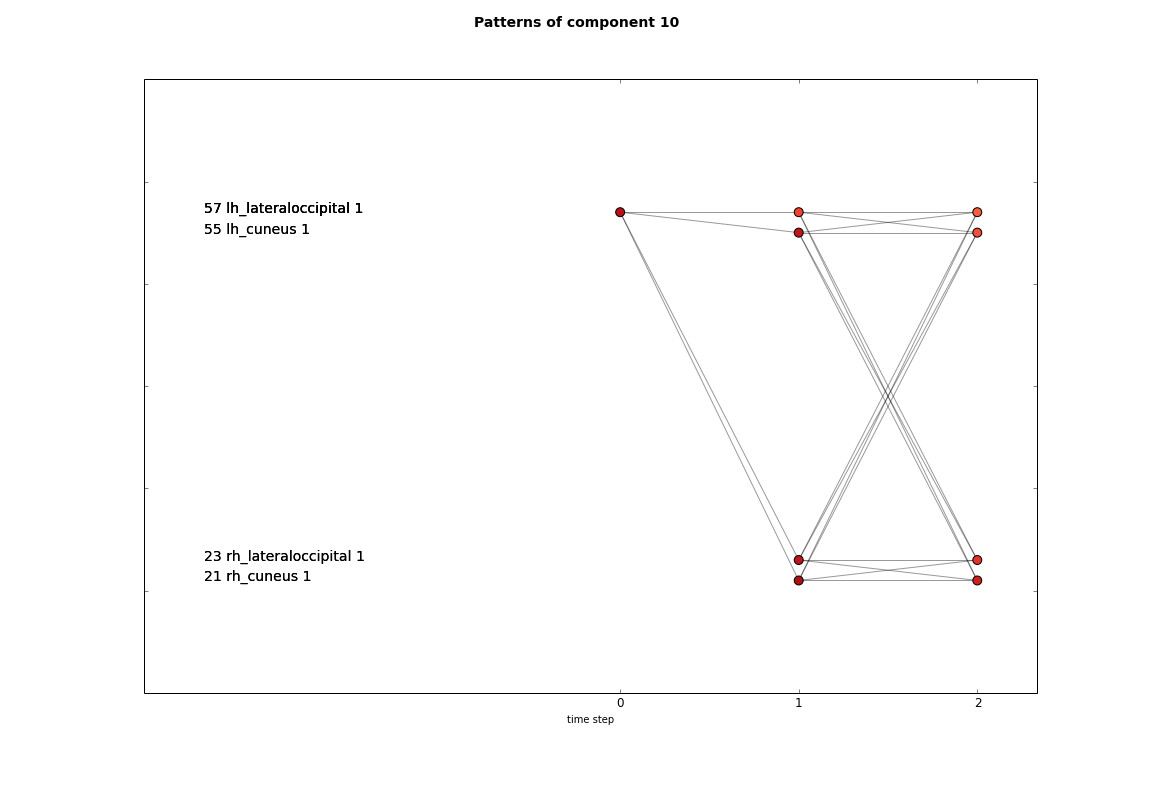 Patterns of component 10
57 lh_lateraloccipital 1
55 lh_cuneus 1
23 rh_lateraloccipital 1
21 rh_cuneus 1
0 1 2
time step